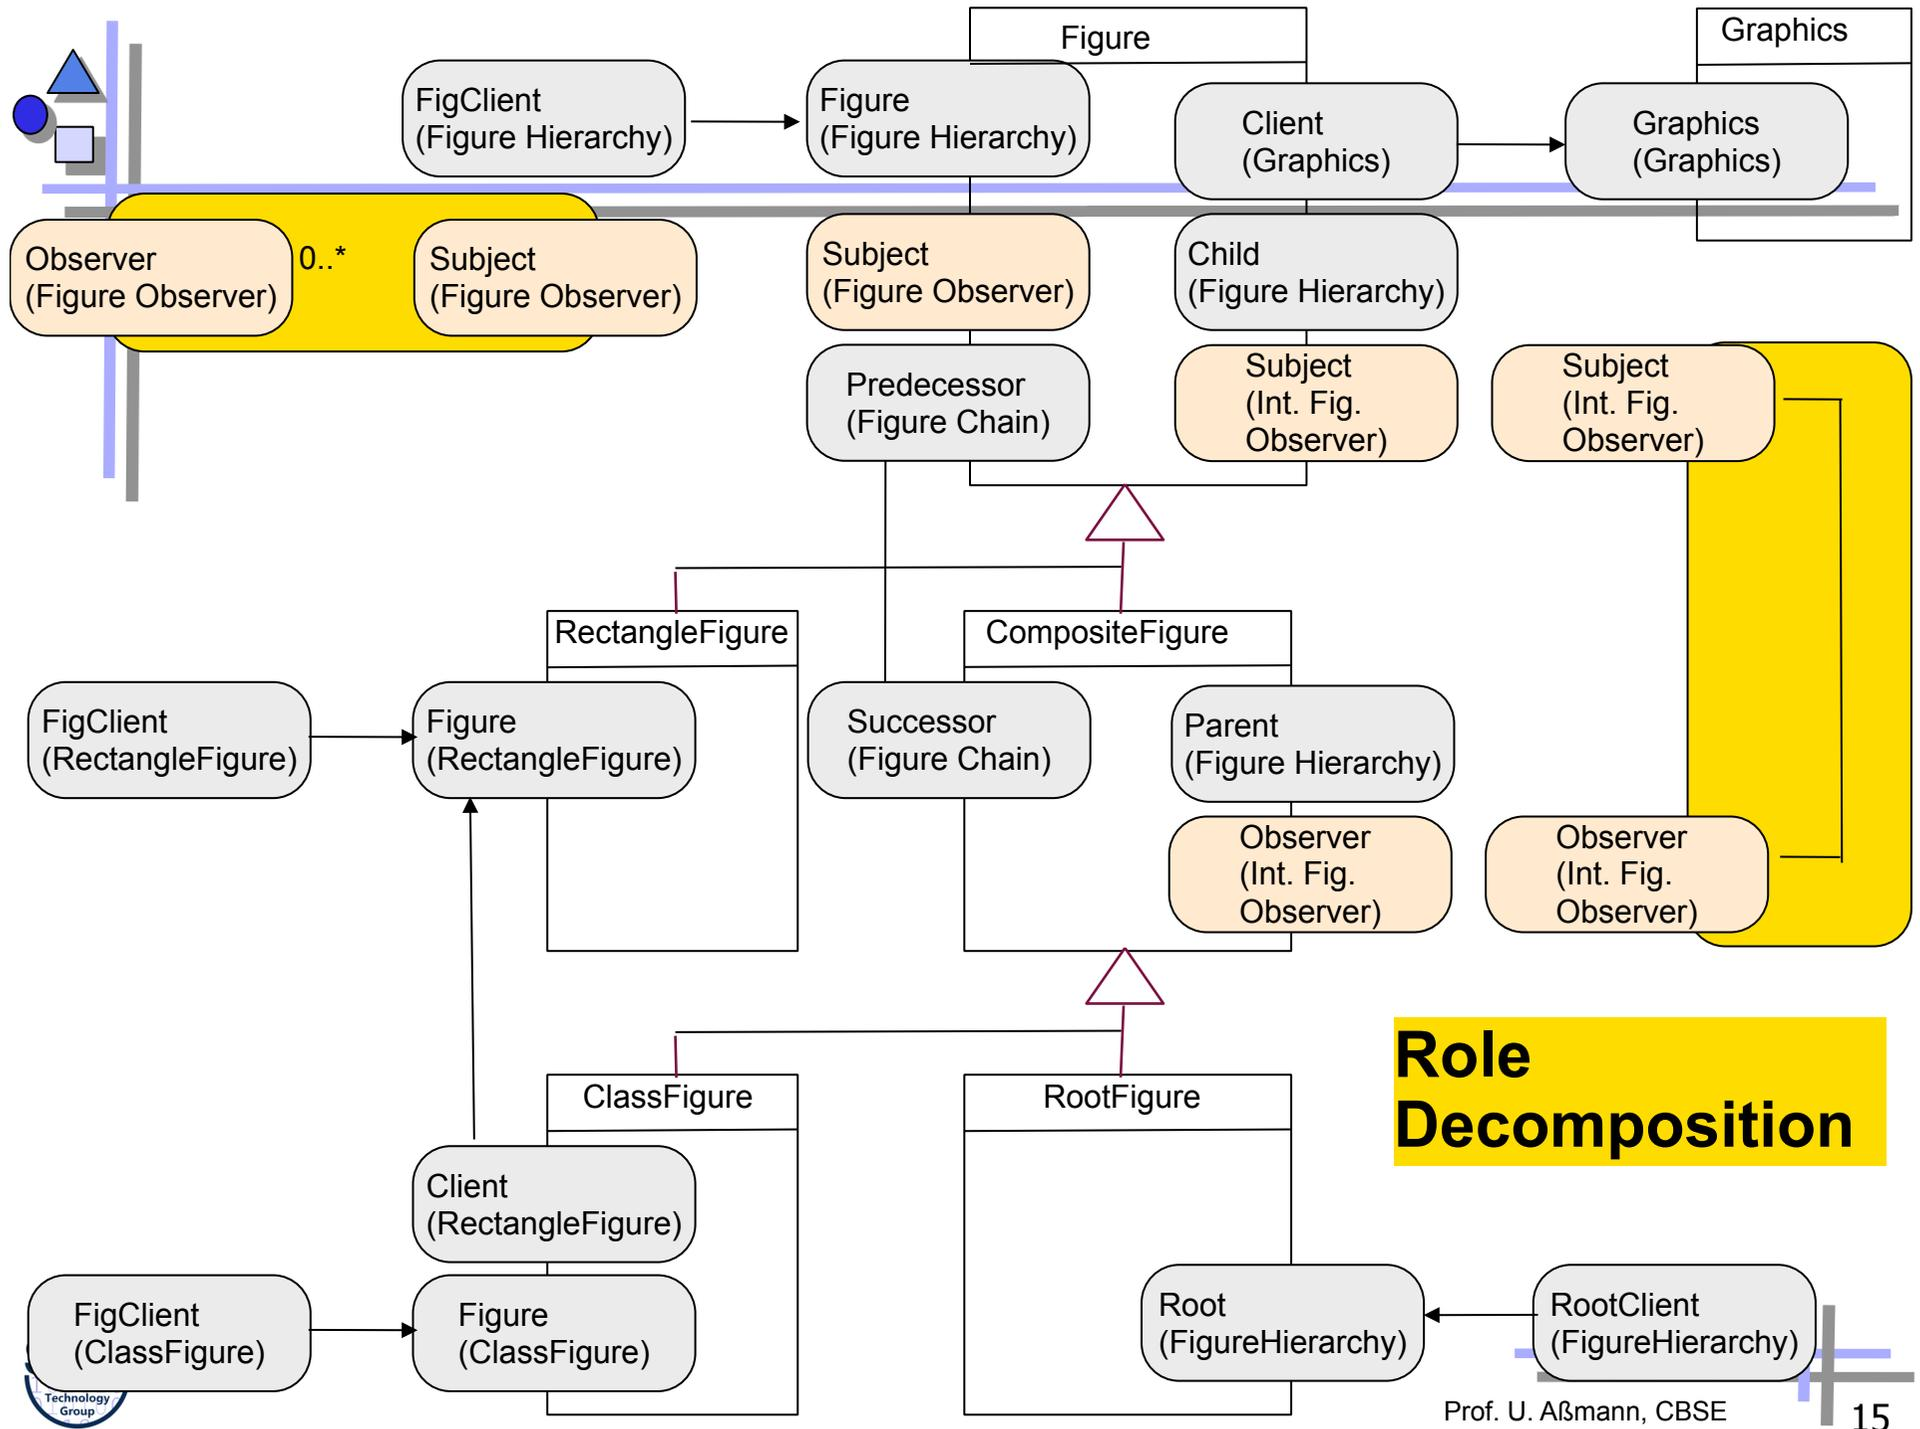 Figure
Graphics
FigClient
(Figure Hierarchy)
Figure
(Figure Hierarchy)
Client
(Graphics)
Graphics
(Graphics)
Observer
(Figure Observer)
0..*
Subject
(Figure Observer)
Subject
(Figure Observer)
Child
(Figure Hierarchy)
Predecessor
(Figure Chain)
Subject
(Int. Fig.
Observer)
Subject
(Int. Fig.
Observer)
RectangleFigure
CompositeFigure
FigClient
(RectangleFigure)
Figure
(RectangleFigure)
Successor
(Figure Chain)
Parent
(Figure Hierarchy)
Observer
(Int. Fig.
Observer)
Observer
(Int. Fig.
Observer)
ClassFigure
RootFigure
Role
Decomposition
Client
(RectangleFigure)
FigClient
(ClassFigure)
Figure
(ClassFigure)
Root
(FigureHierarchy)
RootClient
(FigureHierarchy)
Technology
Group
Prof. U. Aßmann, CBSE
15